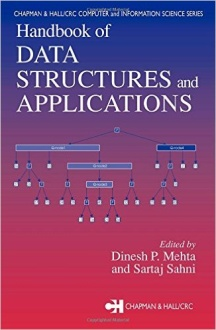 CHAPMAN & HALL/CRC COMPUTER and INFORMATION SCIENCE SERIES
Handbook of
DATA
STRUCTURES and
APPLICATIONS
Edited by
Dinesh P. Mehta
and Sartaj Sahni
CHAPMAN & HALL/CRC